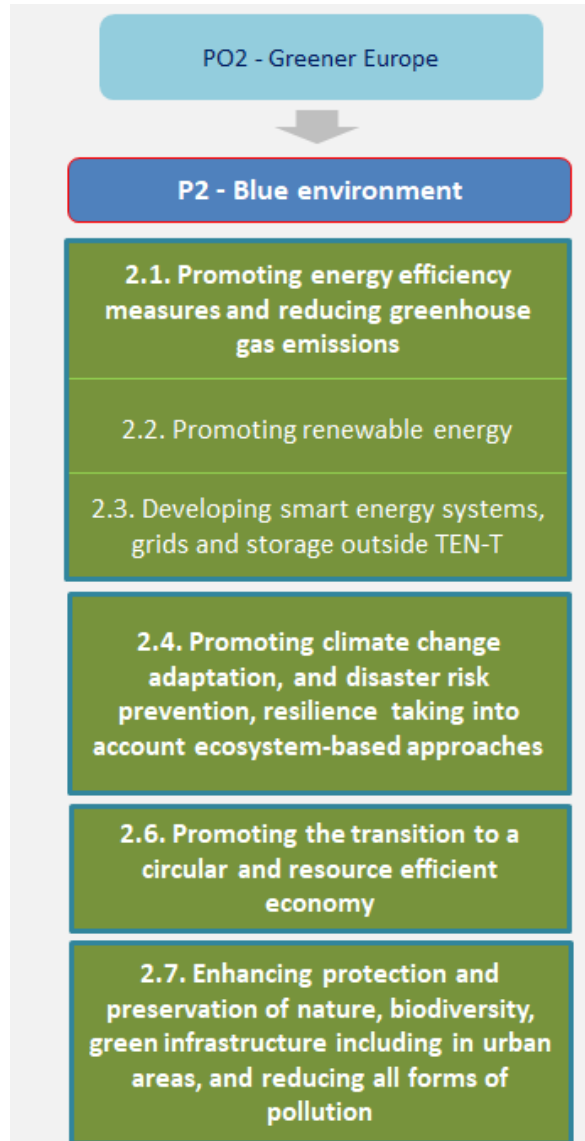 PO2 - Greener Europe
P2 - Blue environment
2.1. Promoting energy efficiency
measures and reducing greenhouse
gas emissions
2.2. Promoting renewable energy
2.3. Developing smart energy systems,
grids and storage outside TEN-T
2.4. Promoting climate change
adaptation, and disaster risk
prevention, resilience taking into
account ecosystem-based approaches
2.6. Promoting the transition to a
circular and resource efficient
economy
2.7. Enhancing protection and
preservation of nature, biodiversity,
green infrastructure including in urban
areas, and reducing all forms of
pollution